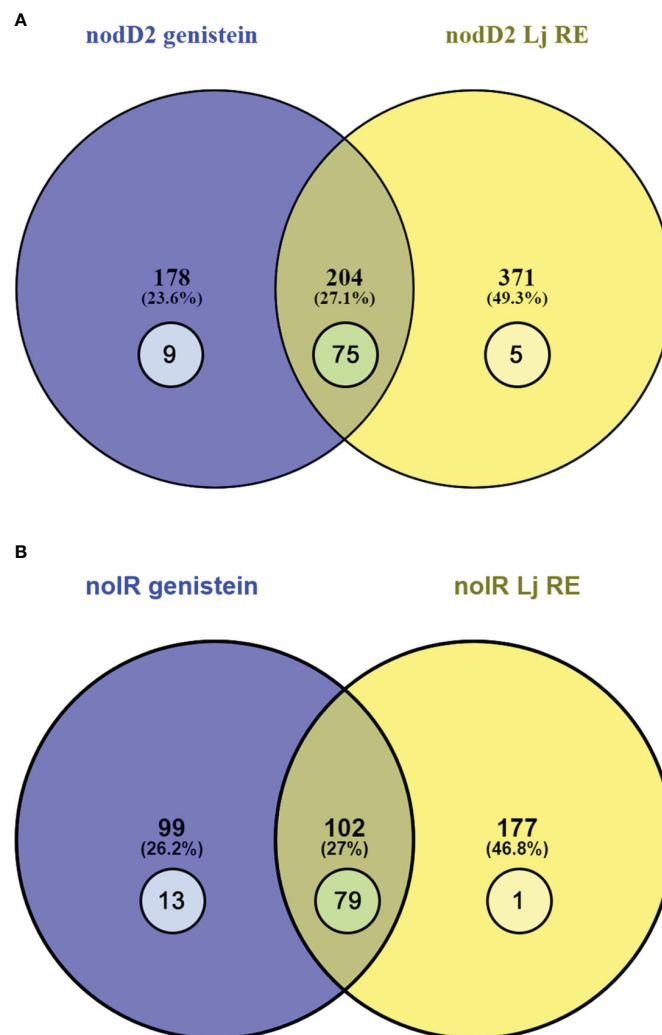 A
nodD2 genistein nodD2 Lj RE
178 204 371
(23.6%) (27.1%) (49.3%)
9 75 5
B
nolR genistein nolR Lj RE
99 102 177
(26.2%) (27%) (46.8%)
13 79 1